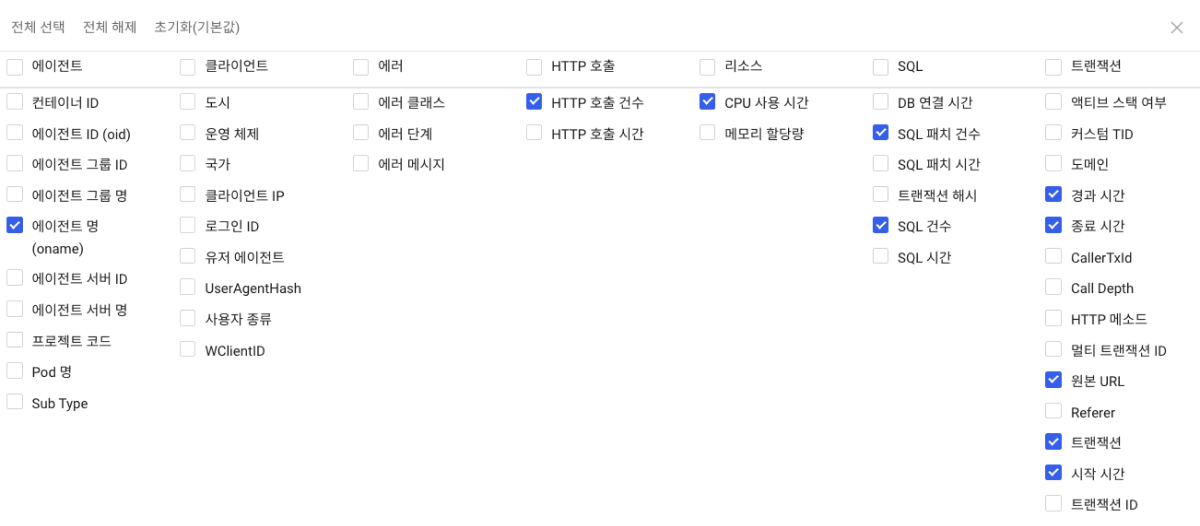 전체 선택 전체 해제 초기화(기본값)
에이전트 클라이언트 에러 HTTP 호출 리소스 SQL 트랜잭션
컨테이너 ID 도시 에러 클래스 HTTP 호출 건수 CPU 사용 시간 DB 연결 시간 액티브 스택 여부
에이전트 ID (oid) 운영 체제 에러 단계 HTTP 호출 시간 메모리 할당량 SQL 패치 건수 커스텀 TID
에이전트 그룹 ID 국가 에러 메시지 SQL 패치 시간 도메인
에이전트 그룹 명 클라이언트 IP 트랜잭션 해시 경과 시간
에이전트 명 로그인 ID SQL 건수 종료 시간
(oname)
유저 에이전트 SQL 시간 CallerTxId
에이전트 서버 ID UserAgentHash Call Depth
에이전트 서버 명 사용자 종류 HTTP 메소드
프로젝트 코드 WClientID 멀티 트랜잭션 ID
Pod 명 원본 URL
Sub Type Referer
트랜잭션
시작 시간
트랜잭션 ID